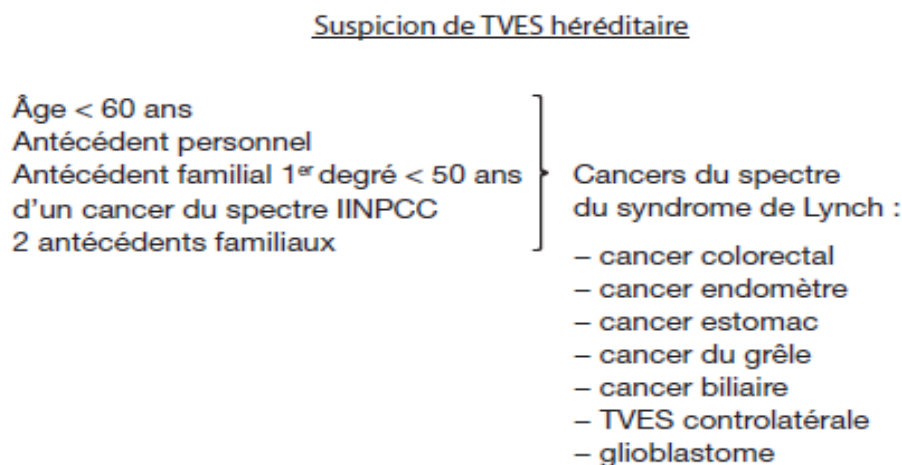 Suspicion de TVES héréditaire
Âge < 60 ans
Antécédent personnel
Antécédent familial 1er degré < 50 ans
d'un cancer du spectre IINPCC
2 antécédents familiaux
Cancers du spectre
du syndrome de Lynch :
– cancer colorectal
– cancer endomètre
– cancer estomac
– cancer du grêle
– cancer biliaire
– TVES controlatérale
– glioblastome